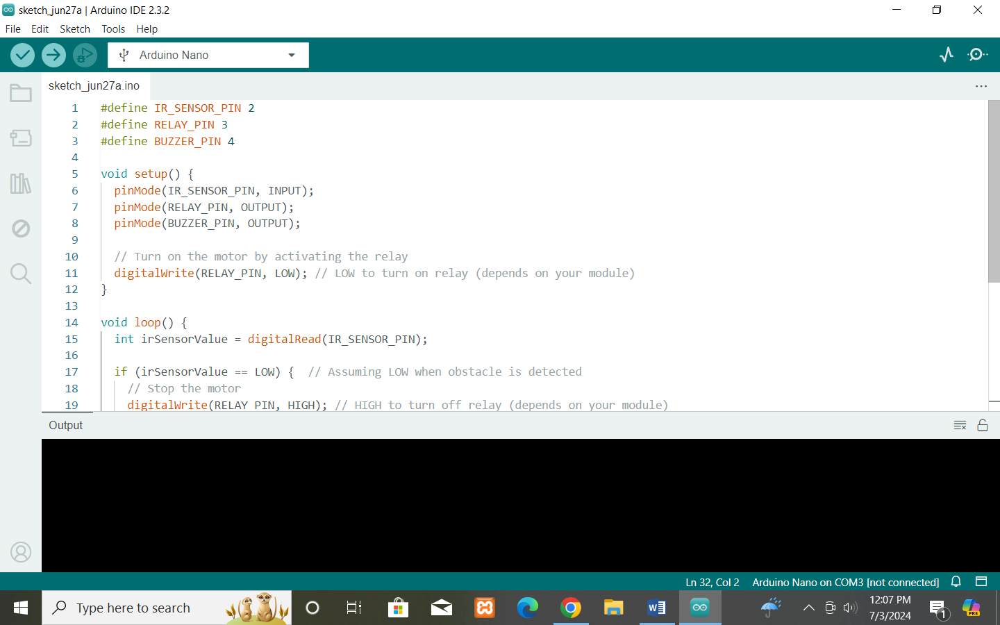 sketch_jun27a | Arduino IDE 2.3.2
File Edit Sketch Tools Help
Arduino Nano
sketch_jun27a.ino
1 #define IR_SENSOR_PIN 2
2 #define RELAY_PIN 3
3 #define BUZZER_PIN 4
4
5 void setup() {
6 pinMode(IR_SENSOR_PIN, INPUT);
7 pinMode(RELAY_PIN, OUTPUT);
8 pinMode(BUZZER_PIN, OUTPUT);
9
10 // Turn on the motor by activating the relay
11 digitalWrite(RELAY_PIN, LOW); // LOW to turn on relay (depends on your module)
12 }
13
14 void loop() {
15 int irSensorValue = digitalRead(IR_SENSOR_PIN);
16
17 if (irSensorValue == LOW) { // Assuming LOW when obstacle is detected
18 // Stop the motor
19 digitalWrite(RELAY_PIN, HIGH); // HIGH to turn off relay (depends on your module)
Output
Ln 32, Col 2 Arduino Nano on COM3 [not connected]
Type here to search
12:07 PM
7/3/2024
1
PRE